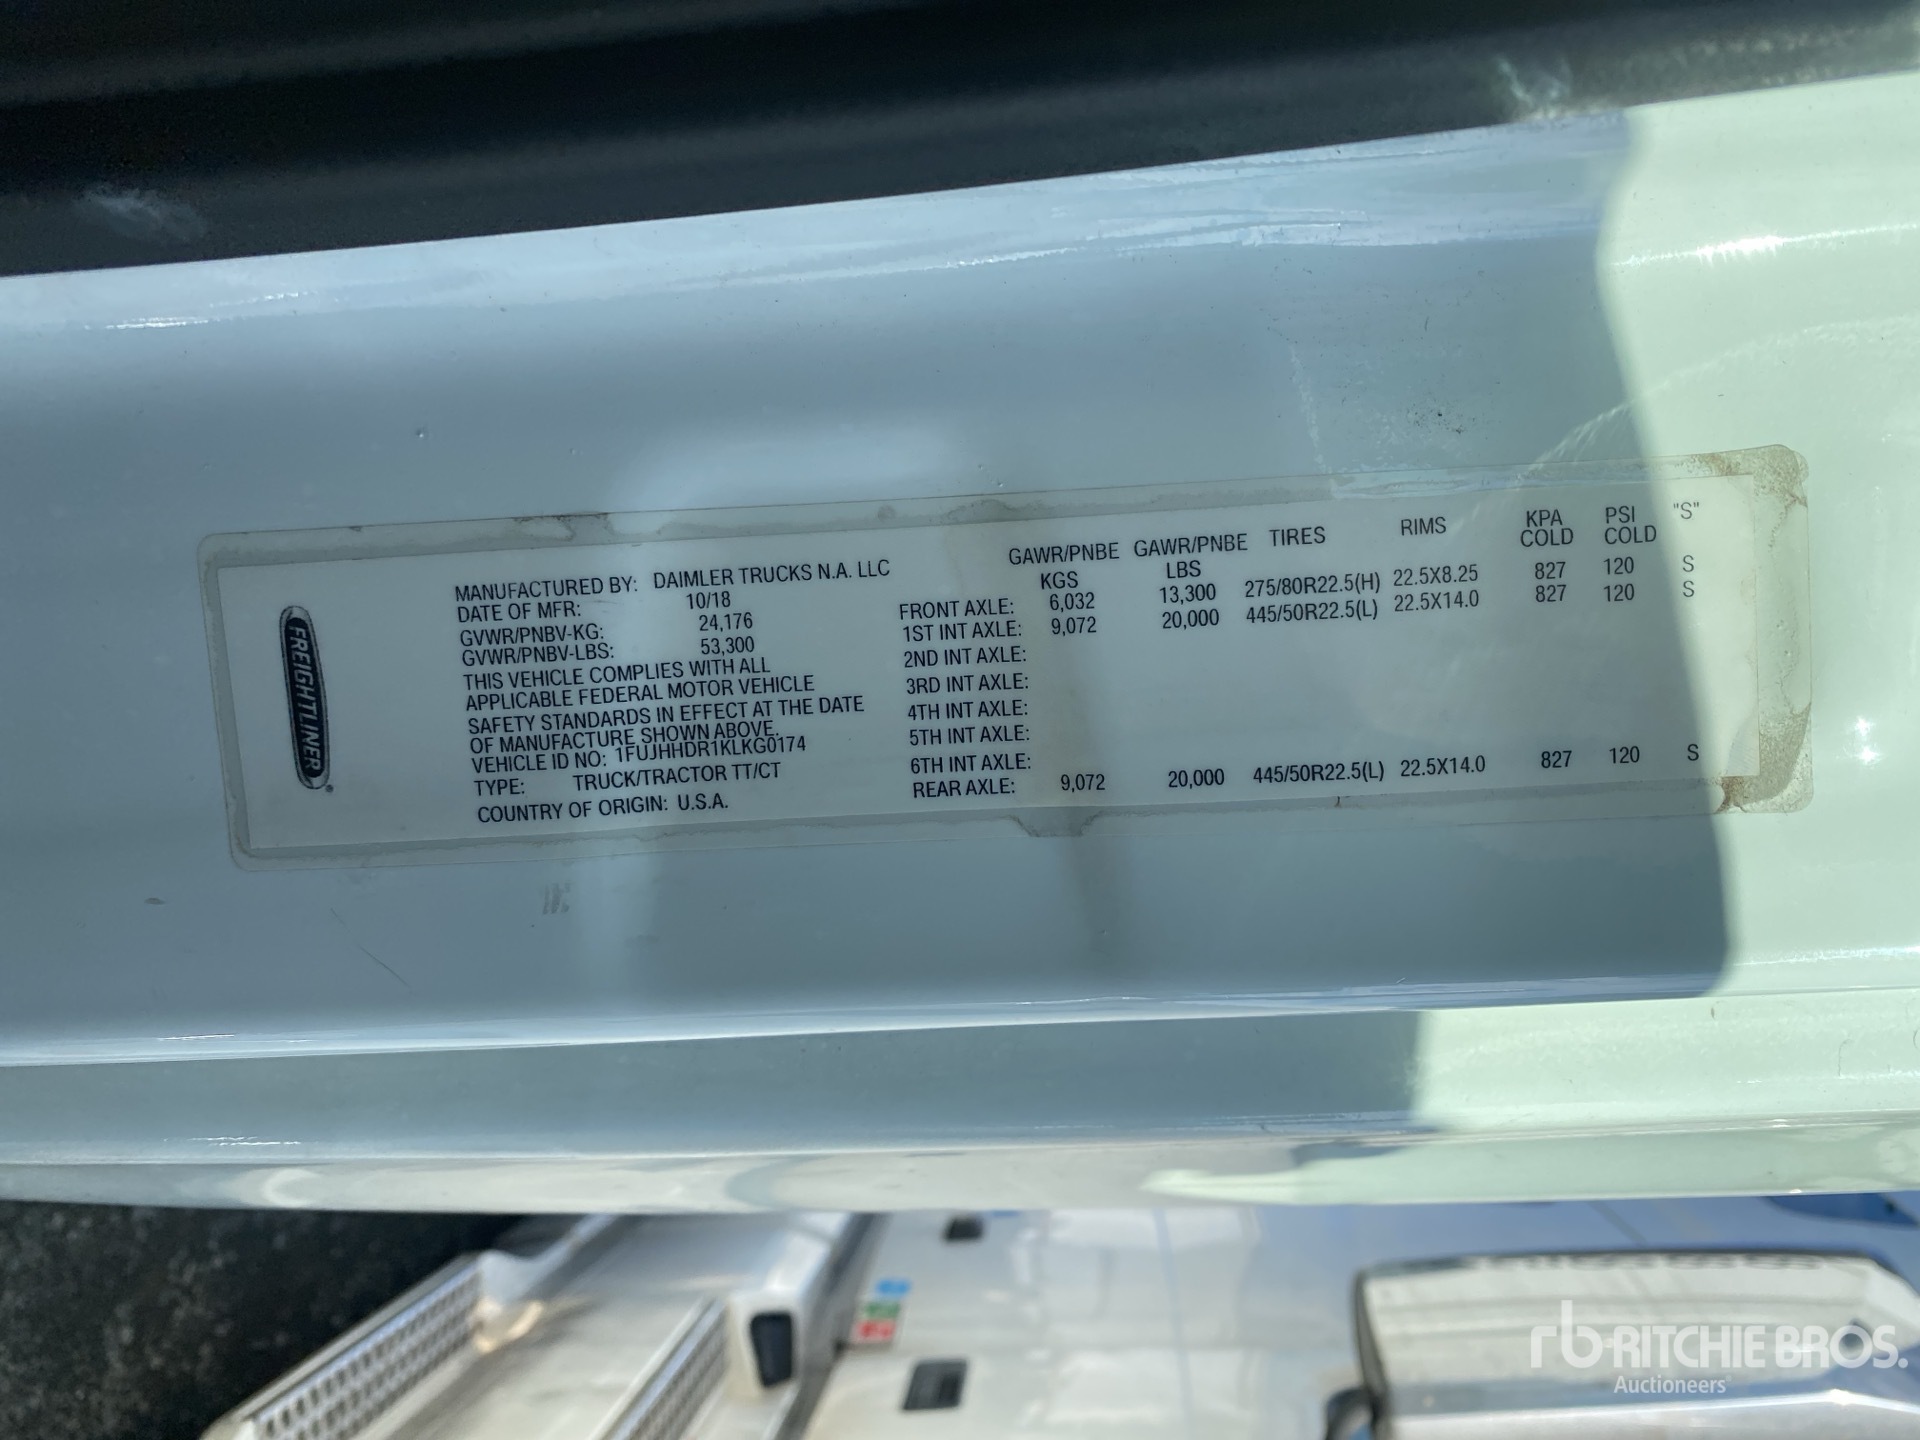 FREIGHTLINER
MANUFACTURED BY: DAIMLER TRUCKS N.A. LLC
DATE OF MFR: 10/18
GVWR/PNBV-KG: 24,176
GVWR/PNBV-LBS: 53,300
THIS VEHICLE COMPLIES WITH ALL
APPLICABLE FEDERAL MOTOR VEHICLE
SAFETY STANDARDS IN EFFECT AT THE DATE
OF MANUFACTURE SHOWN ABOVE.
VEHICLE ID NO: 1FUJHHDR1KLKG0174
TYPE: TRUCK/TRACTOR TT/CT
COUNTRY OF ORIGIN: U.S.A.
GAWR/PNBE GAWR/PNBE TIRES RIMS KPA PSI "S"
KGS LBS COLD COLD
FRONT AXLE: 6,032 13,300 275/80R22.5(H) 22.5X8.25 827 120 S
1ST INT AXLE: 9,072 20,000 445/50R22.5(L) 22.5X14.0 827 120 S
2ND INT AXLE:
3RD INT AXLE:
4TH INT AXLE:
5TH INT AXLE:
6TH INT AXLE:
REAR AXLE: 9,072 20,000 445/50R22.5(L) 22.5X14.0 827 120 S
rb RITCHIE BROS.
Auctioneers